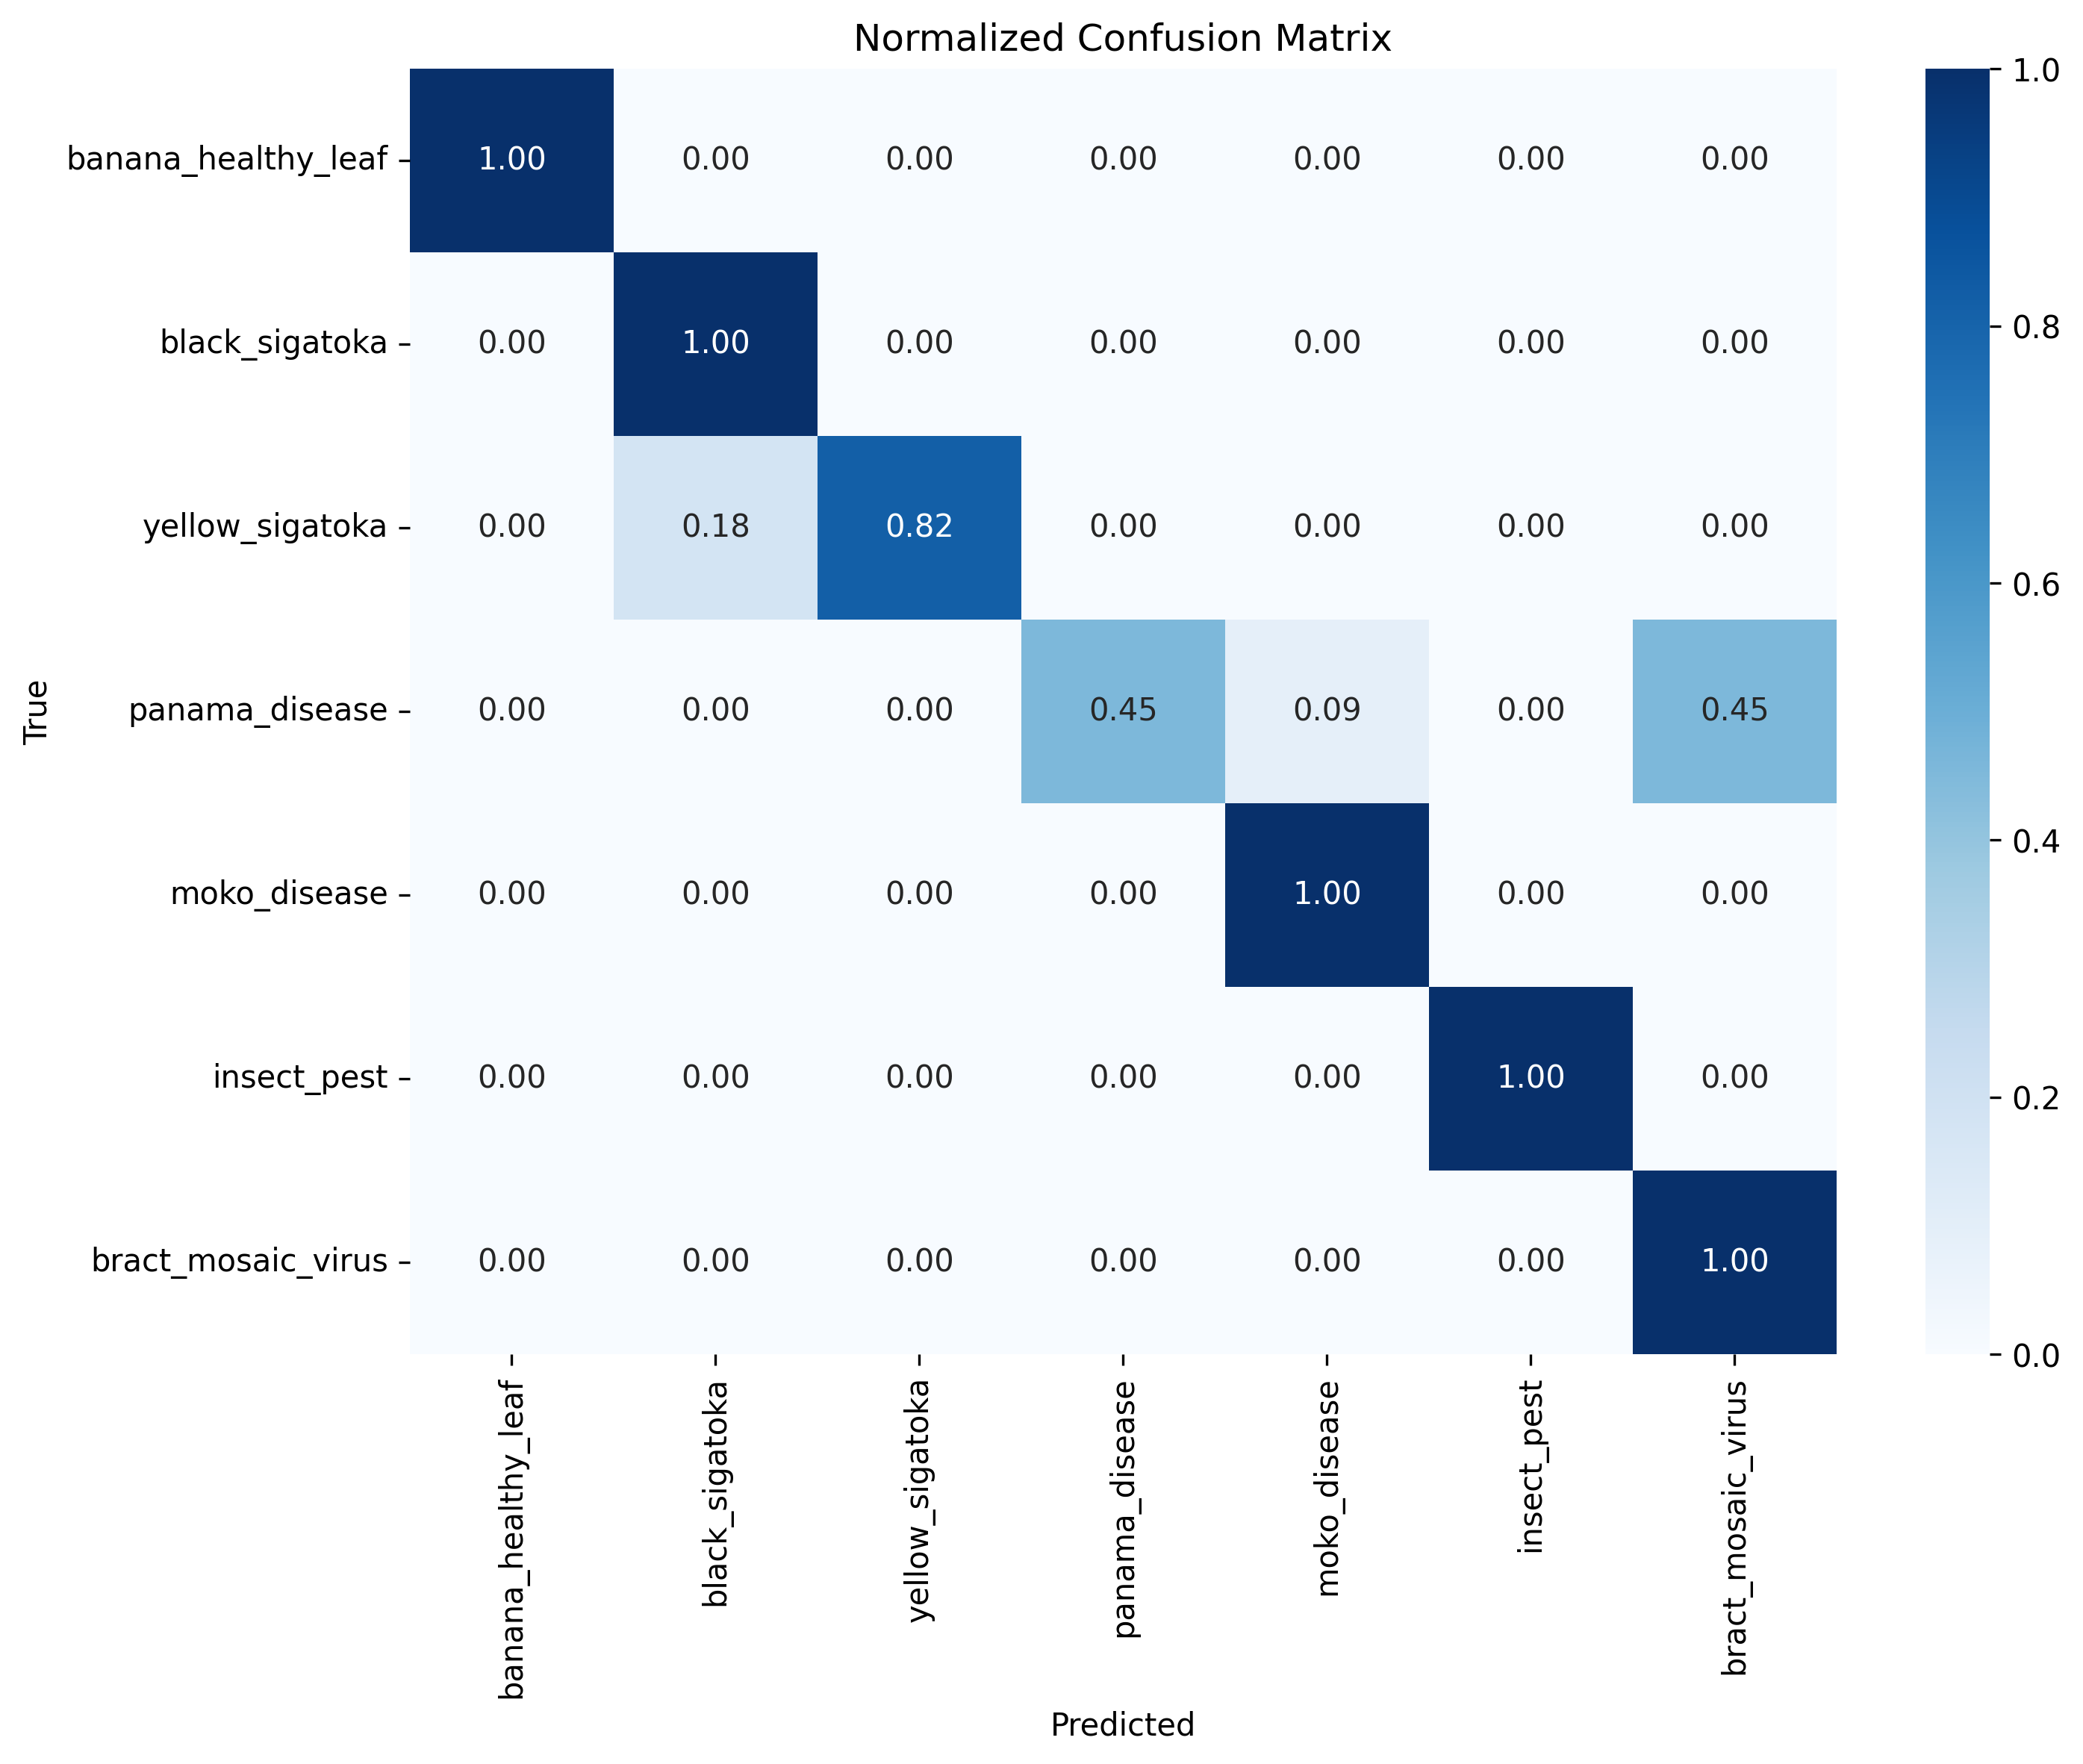 Normalized Confusion Matrix
banana_healthy_leaf 1.00 0.00 0.00 0.00 0.00 0.00 0.00
black_sigatoka 0.00 1.00 0.00 0.00 0.00 0.00 0.00
yellow_sigatoka 0.00 0.18 0.82 0.00 0.00 0.00 0.00
panama_disease 0.00 0.00 0.00 0.45 0.09 0.00 0.45
moko_disease 0.00 0.00 0.00 0.00 1.00 0.00 0.00
insect_pest 0.00 0.00 0.00 0.00 0.00 1.00 0.00
bract_mosaic_virus 0.00 0.00 0.00 0.00 0.00 0.00 1.00
True
banana_healthy_leaf
black_sigatoka
yellow_sigatoka
panama_disease
moko_disease
insect_pest
bract_mosaic_virus
Predicted
1.0
0.8
0.6
0.4
0.2
0.0